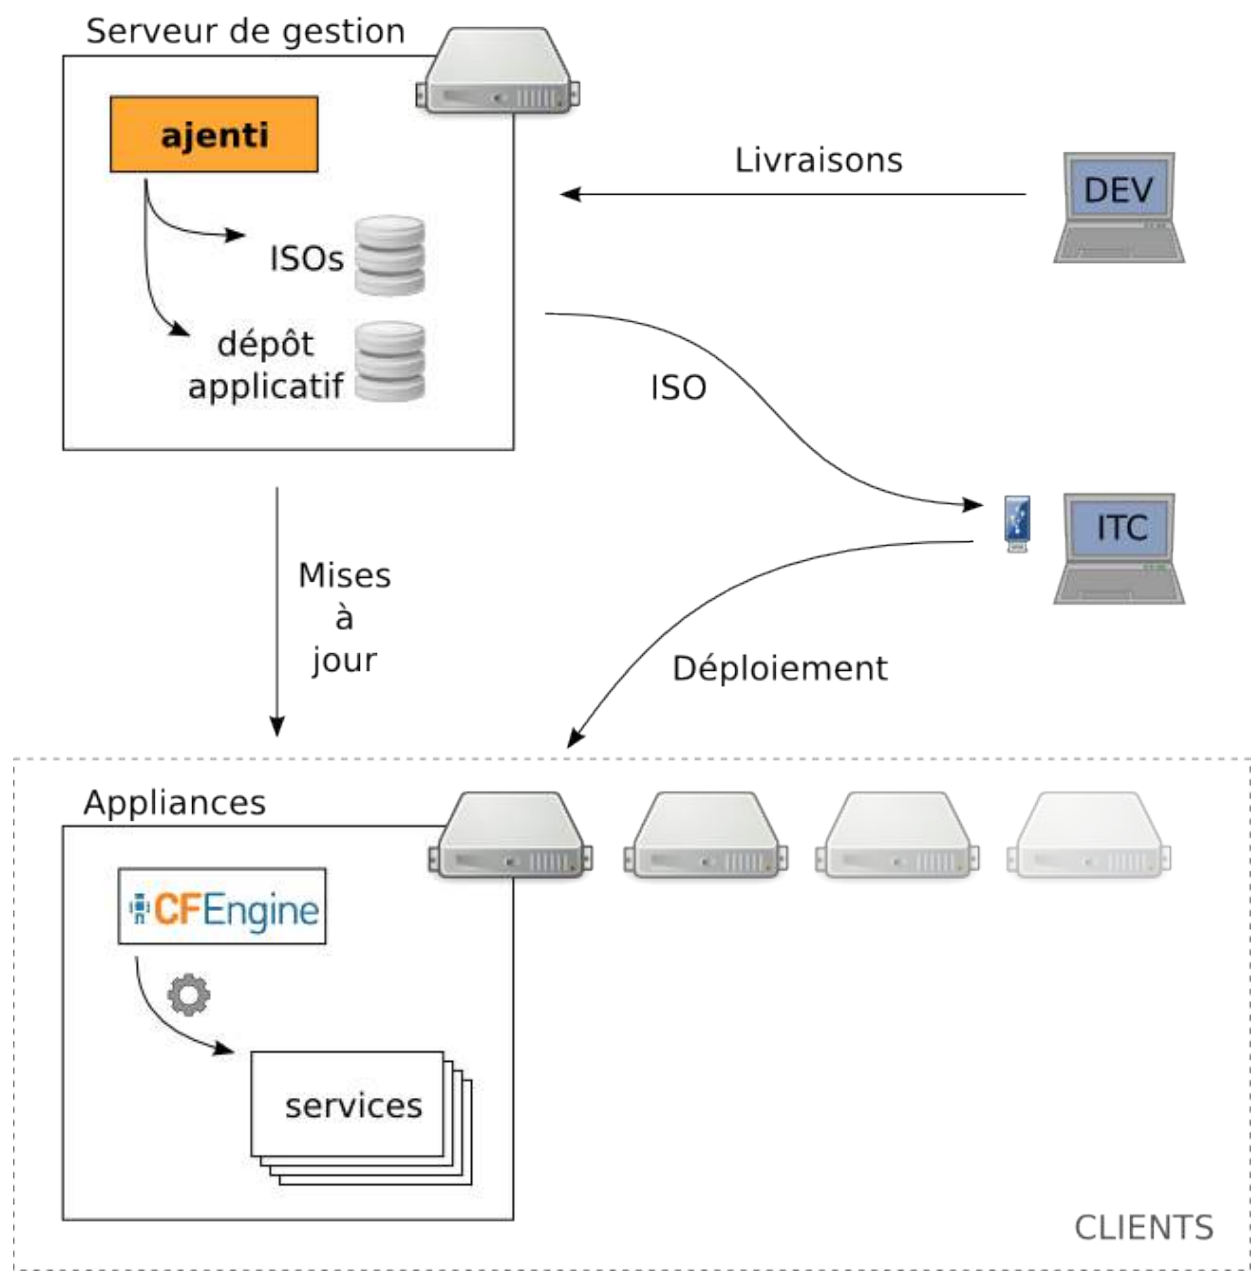 Serveur de gestion
ajenti
Livraisons
DEV
ISOs
dépôt
applicatif
ISO
ITC
Mises
à
jour
Déploiement
Appliances
CFEngine
services
CLIENTS